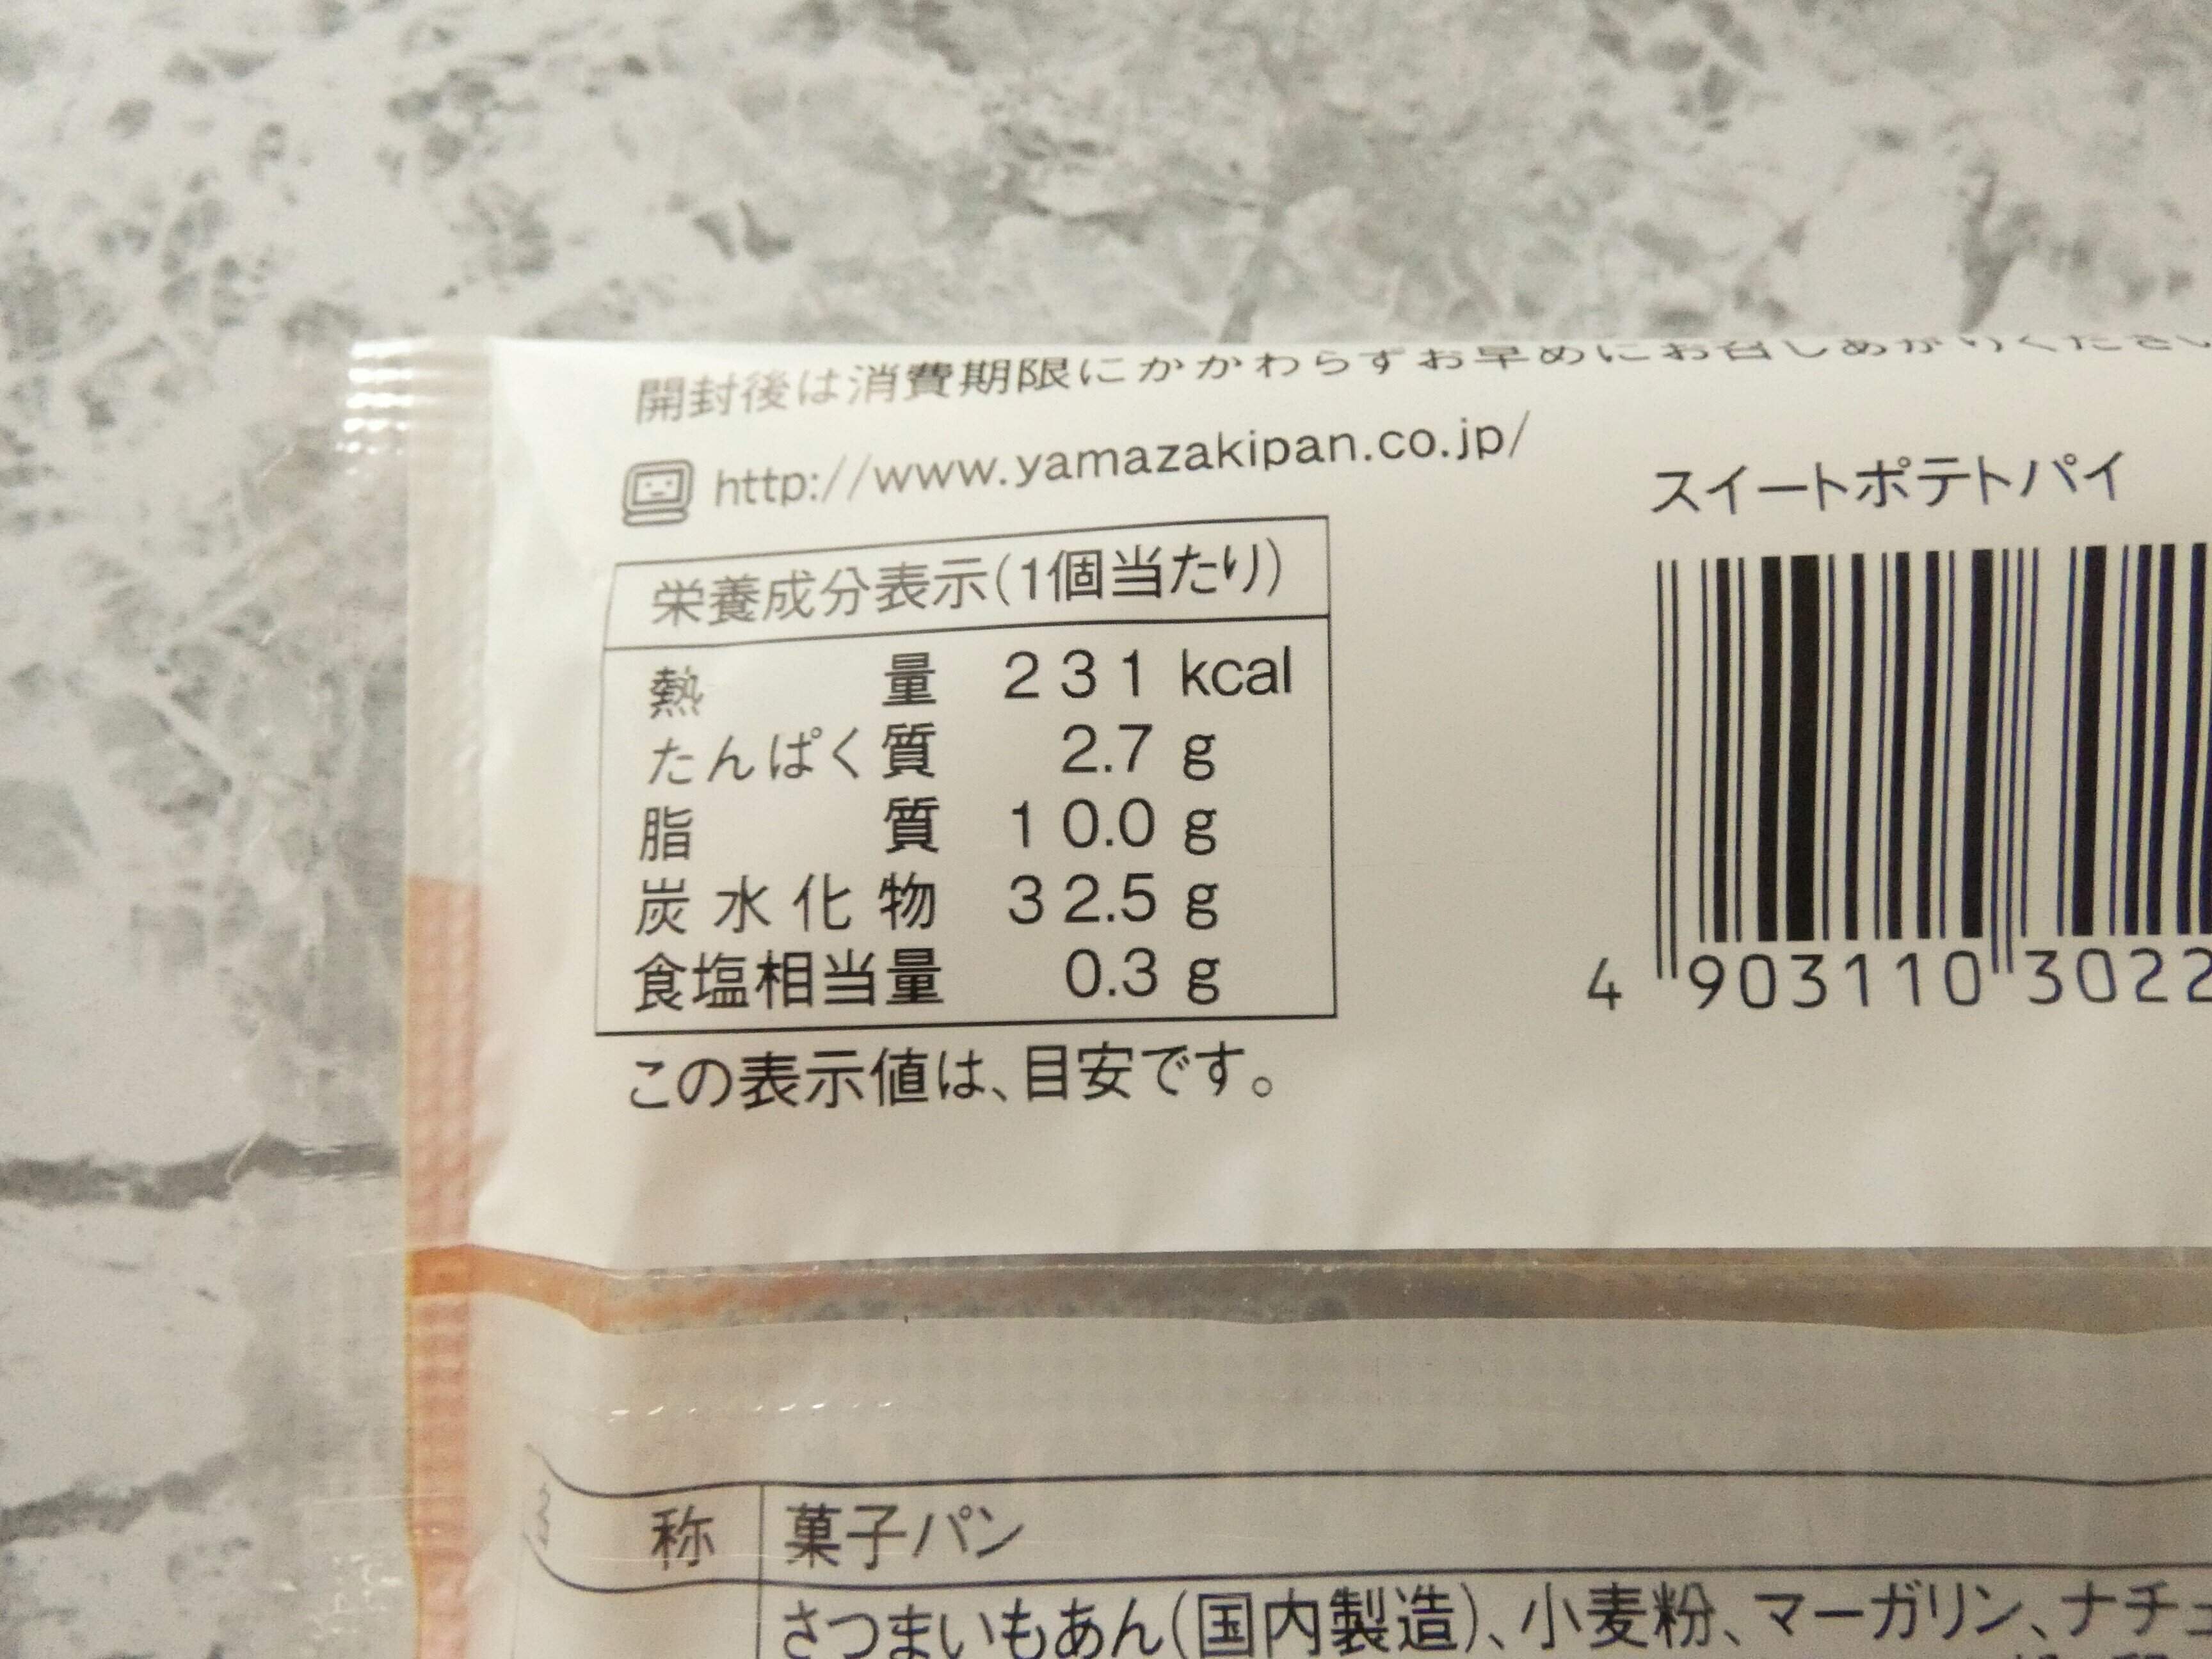 開封後は消費期限にかかわらずお早めにお召しあがりください
http://www.yamazakipan.co.jp/
スイートポテトパイ
栄養成分表示(1個当たり)
熱量 231 kcal
たんぱく質 2.7 g
脂質 10.0 g
炭水化物 32.5 g
食塩相当量 0.3 g
この表示値は、目安です。
4 903110 3022
称 菓子パン
さつまいもあん(国内製造)、小麦粉、マーガリン、ナチュ